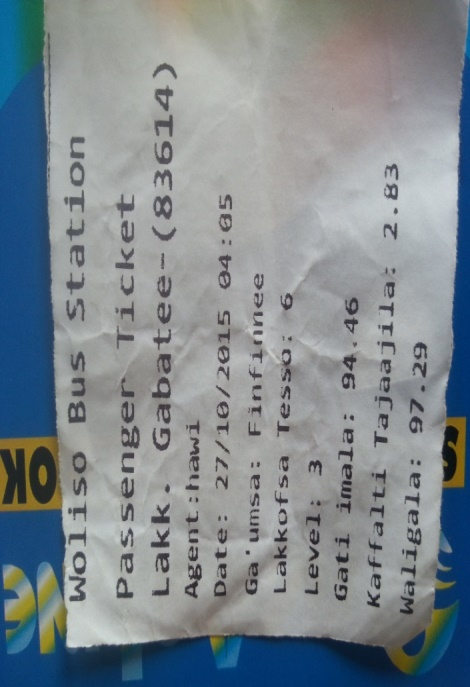 Woliso Bus Station
Passenger Ticket
Lakk. Gabatee-(83614)
Agent:hawi
Date: 27/10/2015 04:05
Ga'umsa: Finfinnee
Lakkofsa Tesso: 6
Level: 3
Gati imala: 94.46
Kaffalti Tajaajila: 2.83
Waligala: 97.29
OK